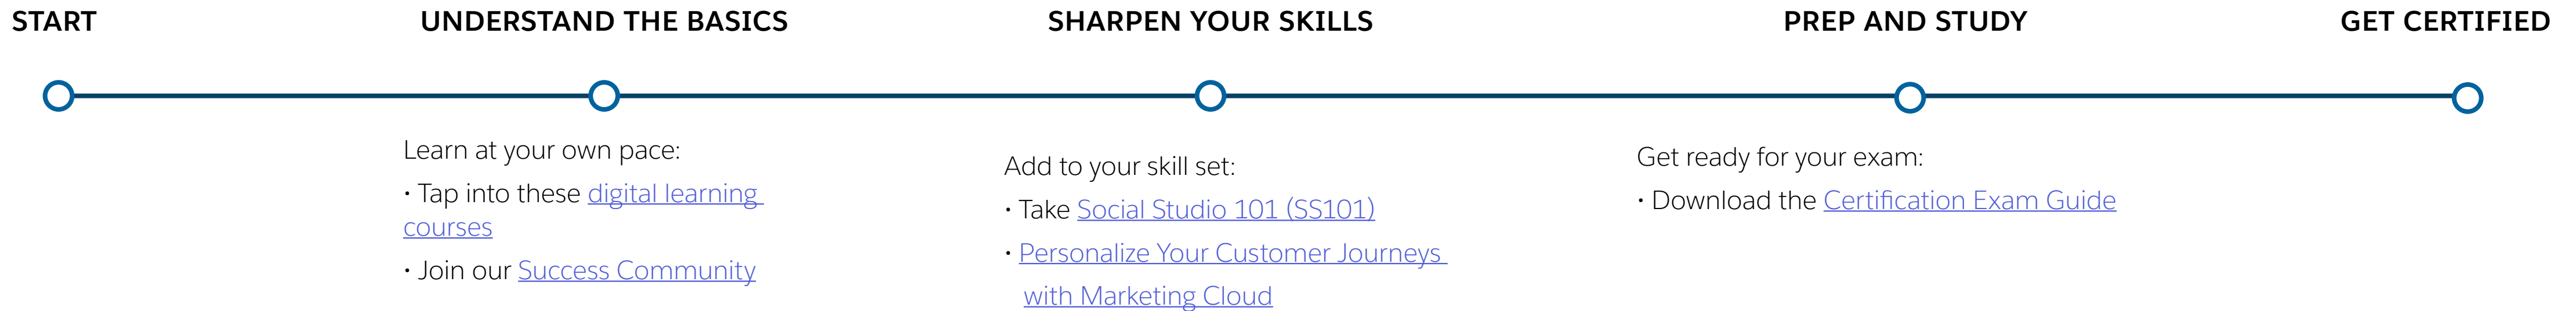 START
UNDERSTAND THE BASICS
SHARPEN YOUR SKILLS
PREP AND STUDY
GET CERTIFIED
Learn at your own pace:
• Tap into these digital learning
courses
• Join our Success Community
Add to your skill set:
• Take Social Studio 101 (SS101)
• Personalize Your Customer Journeys
with Marketing Cloud
Get ready for your exam:
• Download the Certification Exam Guide